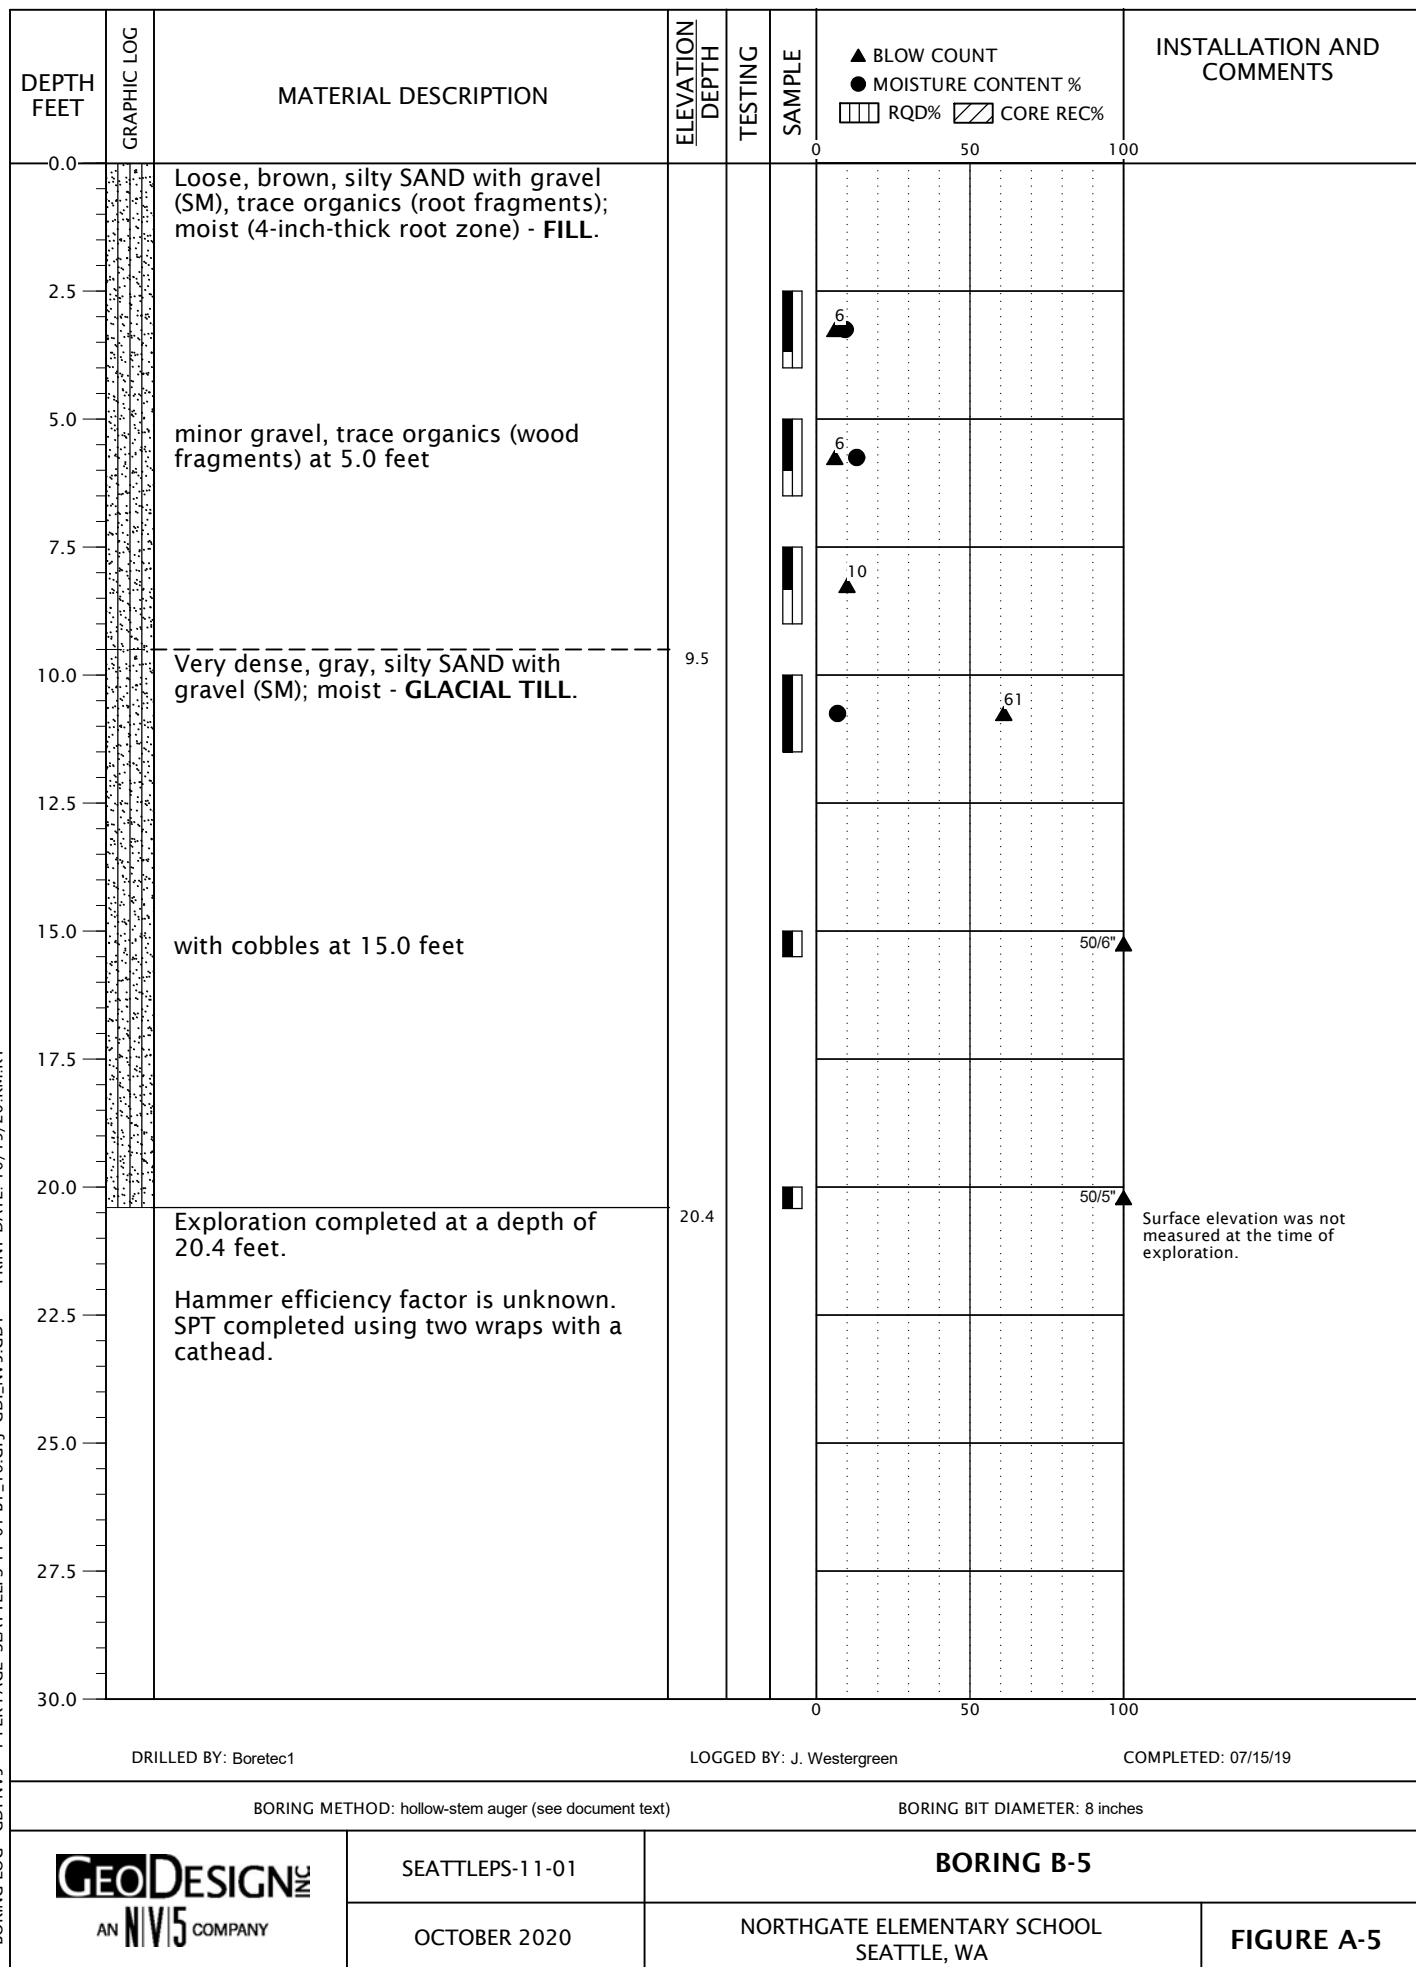 DEPTH
FEET
GRAPHIC LOG
MATERIAL DESCRIPTION
ELEVATION
DEPTH
TESTING
SAMPLE
▲ BLOW COUNT
● MOISTURE CONTENT %
RQD% CORE REC%
INSTALLATION AND
COMMENTS
0 50 100
0.0
Loose, brown, silty SAND with gravel
(SM), trace organics (root fragments);
moist (4-inch-thick root zone) - FILL.
2.5
6
5.0
minor gravel, trace organics (wood
fragments) at 5.0 feet
6
7.5
10
9.5
Very dense, gray, silty SAND with
gravel (SM); moist - GLACIAL TILL.
10.0
61
12.5
15.0
with cobbles at 15.0 feet
50/6"
17.5
20.0
50/5"
20.4
Exploration completed at a depth of
20.4 feet.
Surface elevation was not
measured at the time of
exploration.
Hammer efficiency factor is unknown.
SPT completed using two wraps with a
cathead.
22.5
25.0
27.5
30.0
0 50 100
DRILLED BY: Boretec1
LOGGED BY: J. Westergreen
COMPLETED: 07/15/19
BORING METHOD: hollow-stem auger (see document text)
BORING BIT DIAMETER: 8 inches
GEODESIGN INC
AN NV5 COMPANY
SEATTLEPS-11-01
OCTOBER 2020
BORING B-5
NORTHGATE ELEMENTARY SCHOOL
SEATTLE, WA
FIGURE A-5